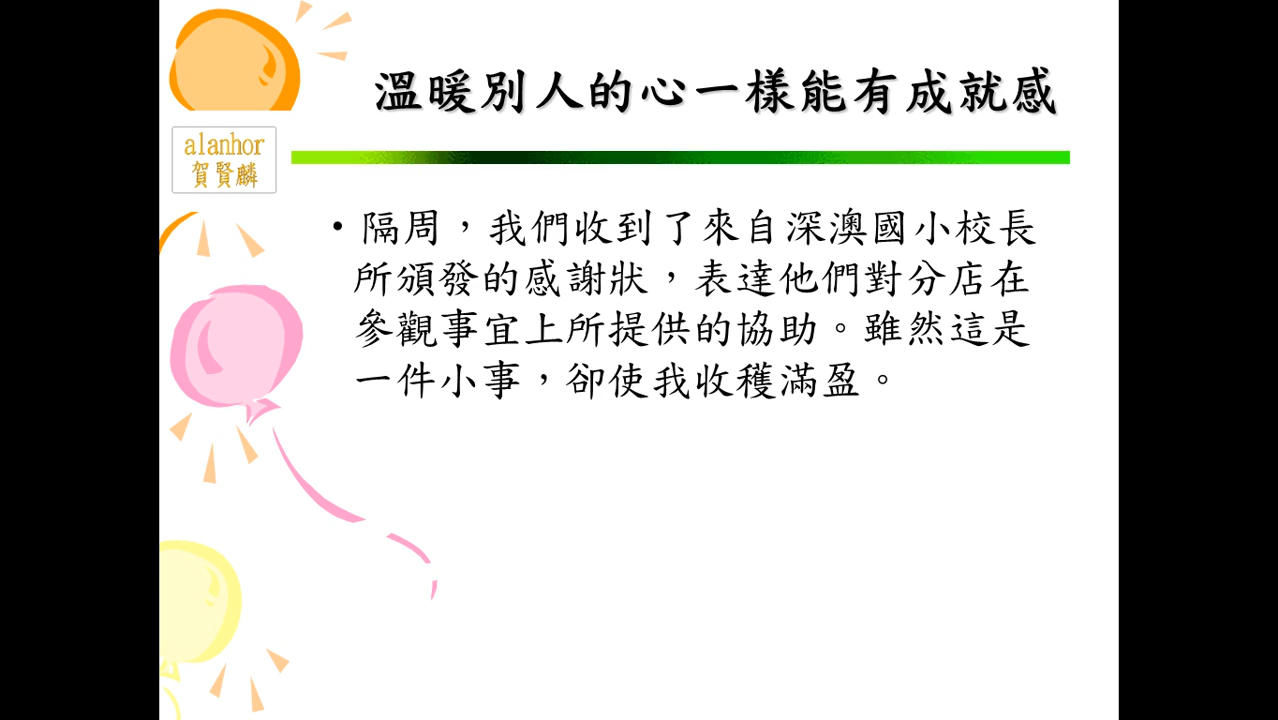 溫暖別人的心一樣能有成就感
alanhor
賀賢麟
•隔周，我們收到了來自深澳國小校長
所頒發的感謝狀，表達他們對分店在
參觀事宜上所提供的協助。雖然這是
一件小事，卻使我收穫滿盈。